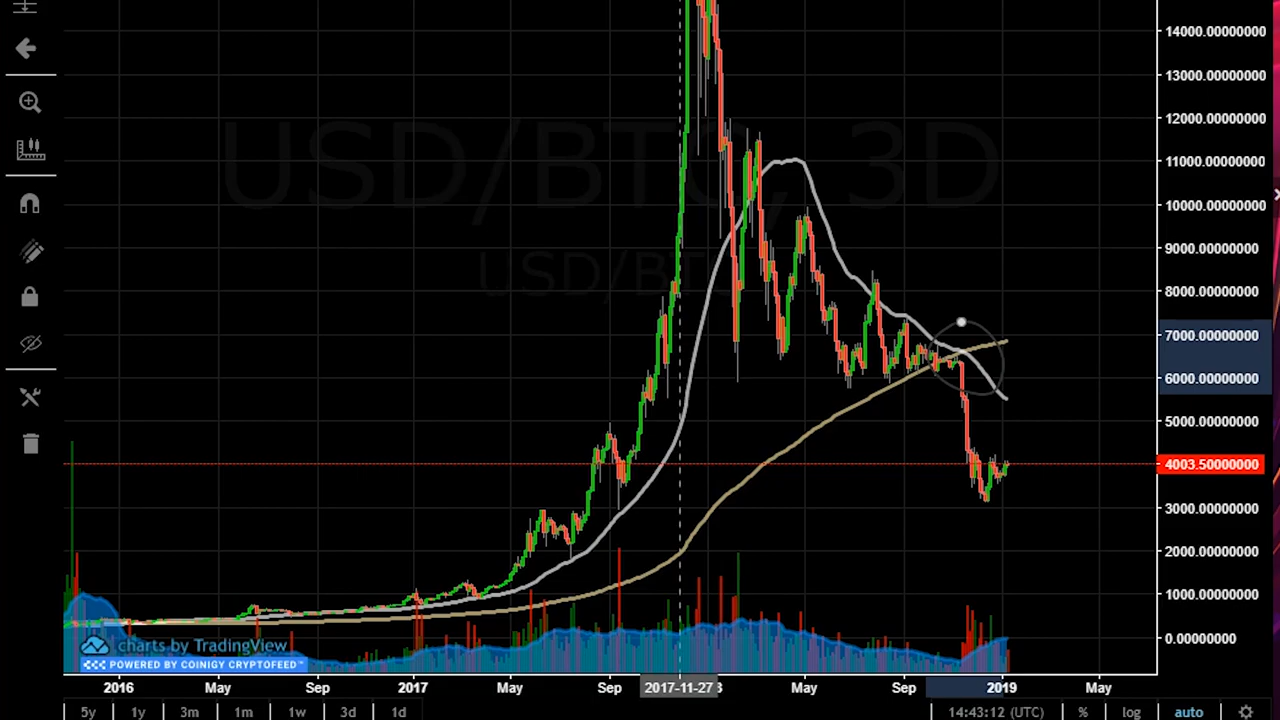 USD/BTC, 3D
USD/BTC
14000.00000000
13000.00000000
12000.00000000
11000.00000000
10000.00000000
9000.00000000
8000.00000000
7000.00000000
6000.00000000
5000.00000000
4003.50000000
3000.00000000
2000.00000000
1000.00000000
0.00000000
charts by TradingView
POWERED BY COINIGY CRYPTOFEED™
2016 May Sep 2017 May Sep 2017-11-27 8 May Sep 2019 May
5y 1y 3m 1m 1w 3d 1d 14:43:12 (UTC) % log auto